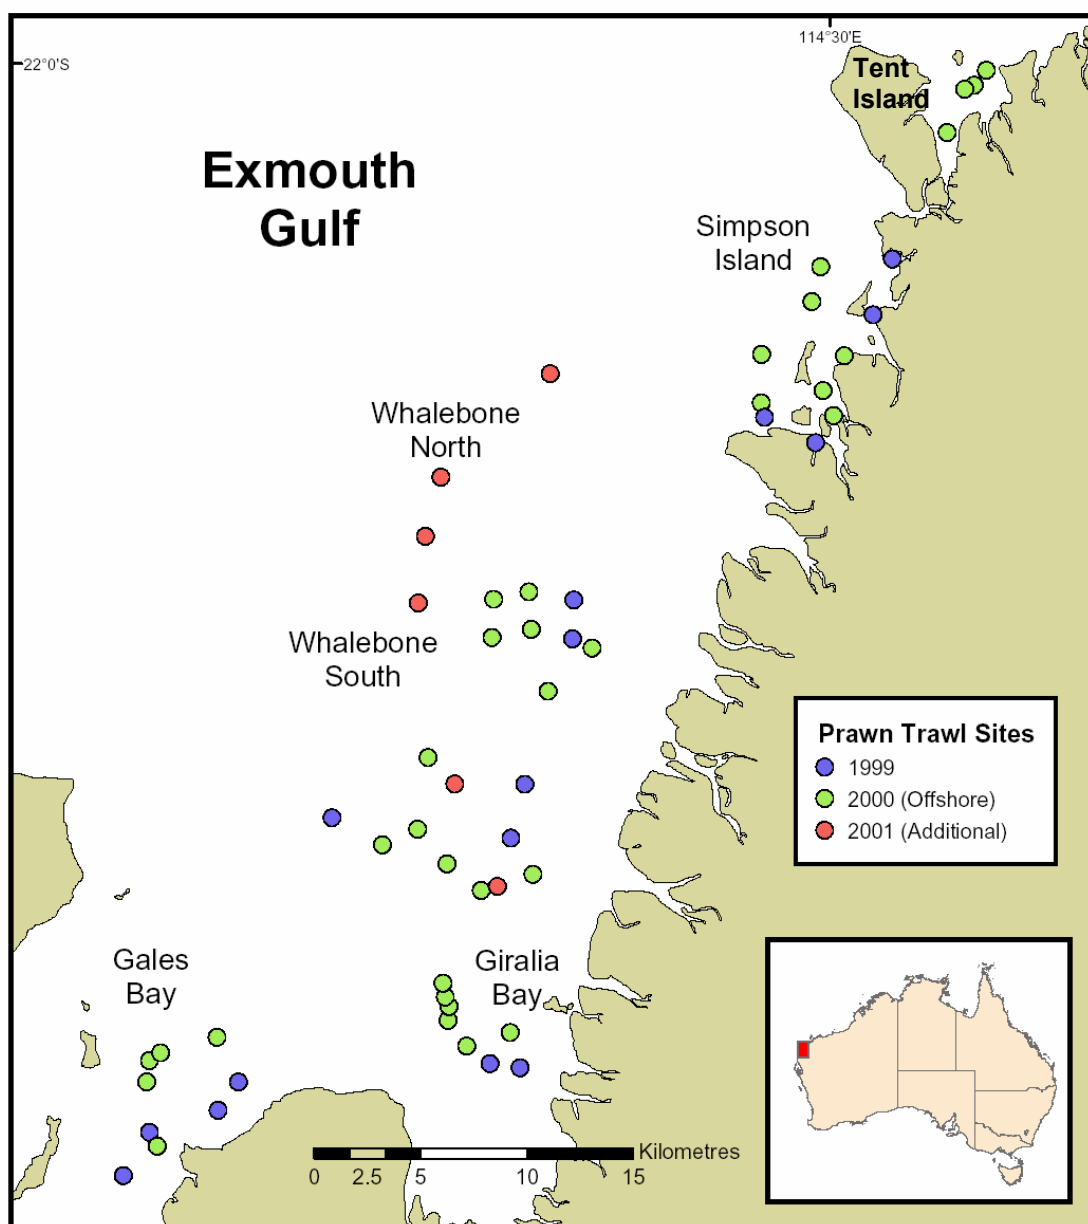 114°30'E
22°0'S
Tent
Island
Exmouth
Gulf
Simpson
Island
Whalebone
North
Whalebone
South
Prawn Trawl Sites
1999
2000 (Offshore)
2001 (Additional)
Gales
Bay
Giralia
Bay
Kilometres
0 2.5 5 10 15